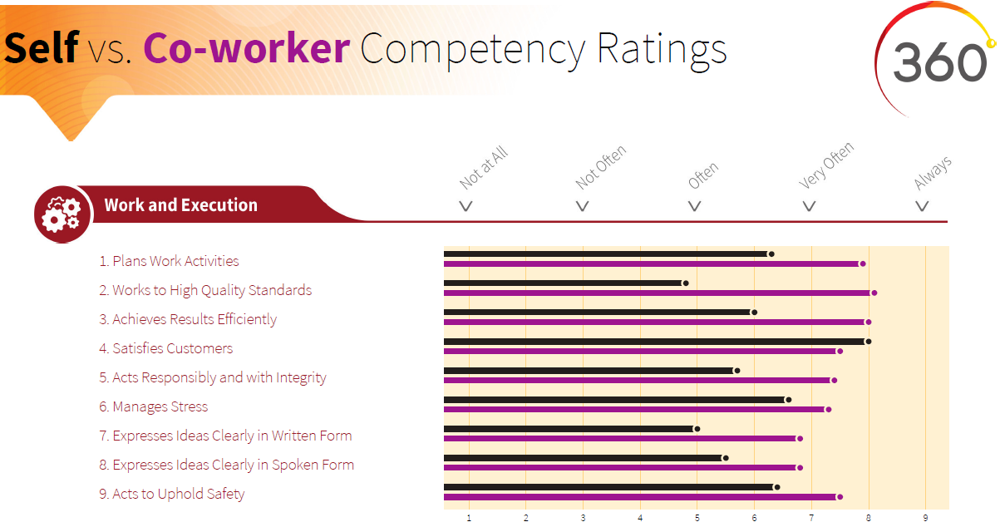 Self vs. Co-worker Competency Ratings
360
Not at All
Not Often
Often
Very Often
Always
Work and Execution
1. Plans Work Activities
2. Works to High Quality Standards
3. Achieves Results Efficiently
4. Satisfies Customers
5. Acts Responsibly and with Integrity
6. Manages Stress
7. Expresses Ideas Clearly in Written Form
8. Expresses Ideas Clearly in Spoken Form
9. Acts to Uphold Safety
1 2 3 4 5 6 7 8 9